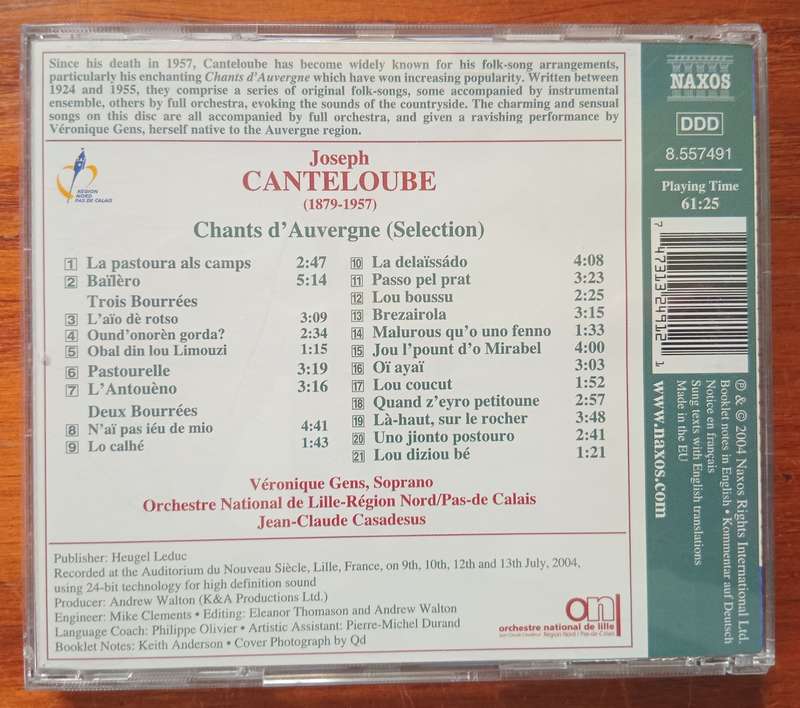 Since his death in 1957, Canteloube has become widely known for his folk-song arrangements,
particularly his enchanting Chants d'Auvergne which have won increasing popularity. Written between
1924 and 1955, they comprise a series of original folk-songs, some accompanied by instrumental
ensemble, others by full orchestra, evoking the sounds of the countryside. The charming and sensual
songs on this disc are all accompanied by full orchestra, and given a ravishing performance by
Véronique Gens, herself native to the Auvergne region.
RÉGION
NORD
PAS DE CALAIS
Joseph
CANTELOUBE
(1879-1957)
Chants d'Auvergne (Selection)
1 La pastoura als camps 2:47
2 Baïlèro 5:14
Trois Bourrées
3 L'aïo dè rotso 3:09
4 Ound'onorèn gorda? 2:34
5 Obal din lou Limouzi 1:15
6 Pastourelle 3:19
7 L'Antouèno 3:16
Deux Bourrées
8 N'aï pas iéu de mio 4:41
9 Lo calhé 1:43
10 La delaïssádo 4:08
11 Passo pel prat 3:23
12 Lou boussu 2:25
13 Brezairola 3:15
14 Malurous qu'o uno fenno 1:33
15 Jou l'pount d'o Mirabel 4:00
16 Oï ayaï 3:03
17 Lou coucut 1:52
18 Quand z'eyro petitoune 2:57
19 Là-haut, sur le rocher 3:48
20 Uno jionto postouro 2:41
21 Lou diziou bé 1:21
Véronique Gens, Soprano
Orchestre National de Lille-Région Nord/Pas-de Calais
Jean-Claude Casadesus
Publisher: Heugel Leduc
Recorded at the Auditorium du Nouveau Siècle, Lille, France, on 9th, 10th, 12th and 13th July, 2004,
using 24-bit technology for high definition sound
Producer: Andrew Walton (K&A Productions Ltd.)
Engineer: Mike Clements • Editing: Eleanor Thomason and Andrew Walton
Language Coach: Philippe Olivier • Artistic Assistant: Pierre-Michel Durand
Booklet Notes: Keith Anderson • Cover Photograph by Qd
on
orchestre national de lille
Jean-Claude Casadesus Région Nord / Pas-de-Calais
NAXOS
DDD
8.557491
Playing Time
61:25
7 47313 24912 1
℗ & © 2004 Naxos Rights International Ltd.
Booklet notes in English • Kommentar auf Deutsch
Notice en français
Sung texts with English translations
Made in the EU
www.naxos.com